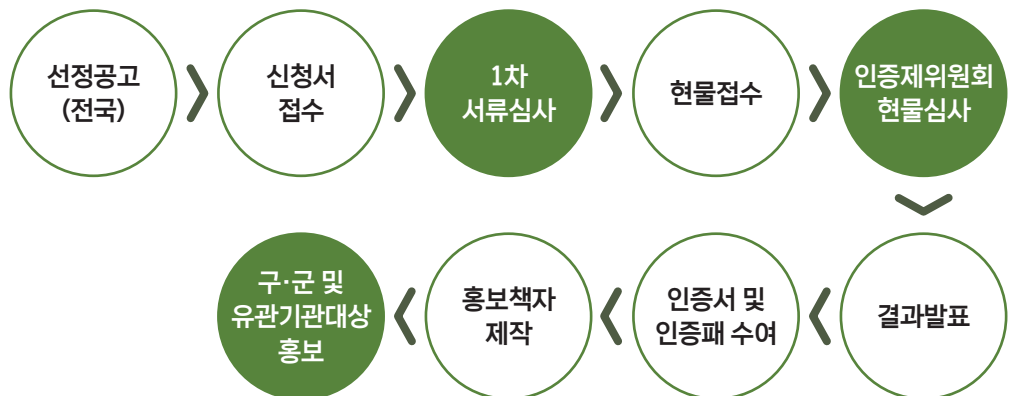 선정공고
(전국)
신청서
접수
1차
서류심사
현물접수
인증제위원회
현물심사
결과발표
인증서 및
인증패 수여
홍보책자
제작
구·군 및
유관기관대상
홍보